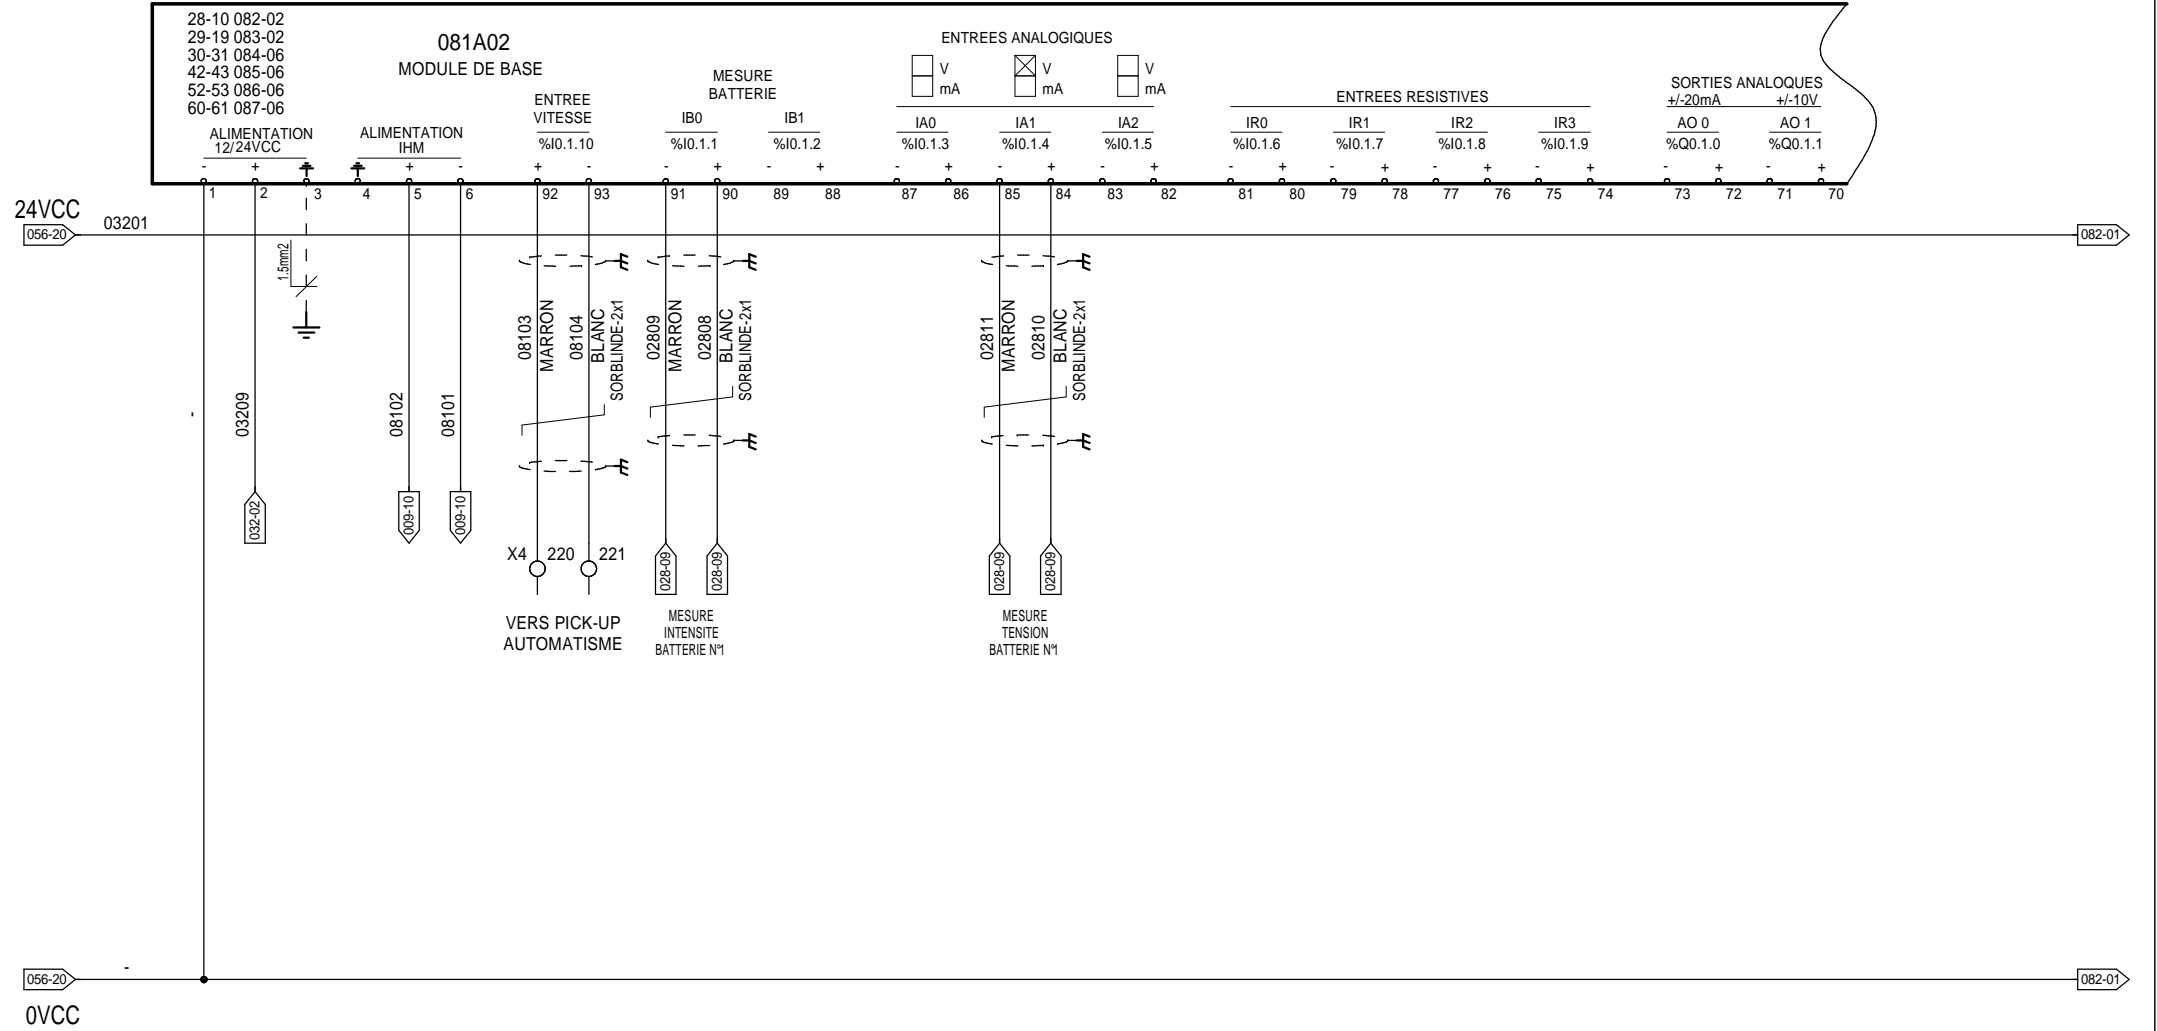 28-10 082-02
29-19 083-02
30-31 084-06
42-43 085-06
52-53 086-06
60-61 087-06
081A02
MODULE DE BASE
ALIMENTATION
12/24VCC
ALIMENTATION
IHM
ENTREE
VITESSE
%I0.1.10
MESURE
BATTERIE
IB0
%I0.1.1
IB1
%I0.1.2
ENTREES ANALOGIQUES
V
mA
V
mA
V
mA
IA0
%I0.1.3
IA1
%I0.1.4
IA2
%I0.1.5
ENTREES RESISTIVES
IR0
%I0.1.6
IR1
%I0.1.7
IR2
%I0.1.8
IR3
%I0.1.9
SORTIES ANALOQUES
+/-20mA +/-10V
AO 0
%Q0.1.0
AO 1
%Q0.1.1
- + + - + - - + - + - + - + - + - + - + - + - + - + - +
1 2 3 4 5 6 92 93 91 90 89 88 87 86 85 84 83 82 81 80 79 78 77 76 75 74 73 72 71 70
24VCC
056-20
03201
082-01
1.5mm2
-
03209
08102
08101
08103
MARRON
08104
BLANC
SORBLINDE-2x1
02809
MARRON
02808
BLANC
SORBLINDE-2x1
02811
MARRON
02810
BLANC
SORBLINDE-2x1
032-02
009-10
009-10
X4 220 221
028-09
028-09
028-09
028-09
VERS PICK-UP
AUTOMATISME
MESURE
INTENSITE
BATTERIE N°1
MESURE
TENSION
BATTERIE N°1
-
056-20
082-01
0VCC